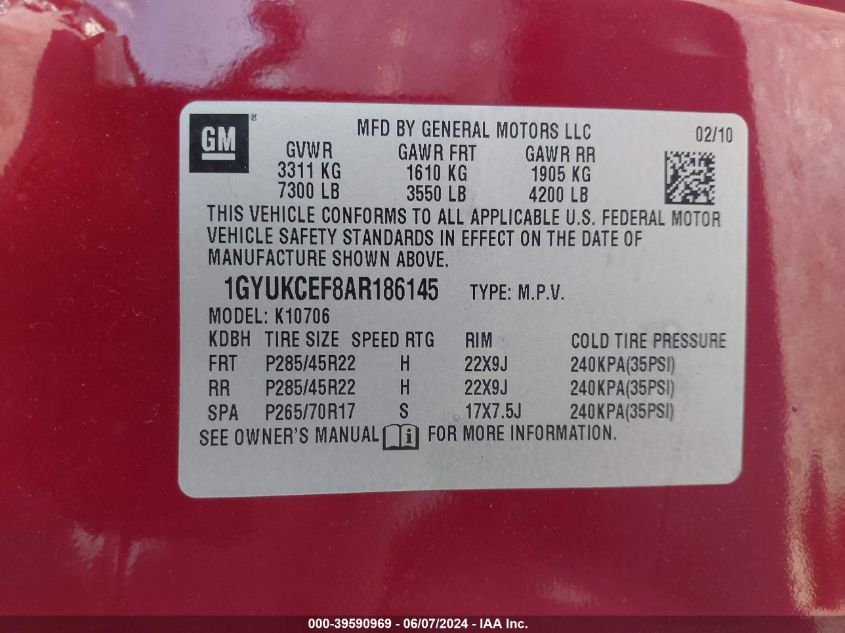 GM ®
MFD BY GENERAL MOTORS LLC 02/10
GVWR GAWR FRT GAWR RR
3311 KG 1610 KG 1905 KG
7300 LB 3550 LB 4200 LB
THIS VEHICLE CONFORMS TO ALL APPLICABLE U.S. FEDERAL MOTOR
VEHICLE SAFETY STANDARDS IN EFFECT ON THE DATE OF
MANUFACTURE SHOWN ABOVE.
1GYUKCEF8AR186145 TYPE: M.P.V.
MODEL: K10706
KDBH TIRE SIZE SPEED RTG RIM COLD TIRE PRESSURE
FRT P285/45R22 H 22X9J 240KPA(35PSI)
RR P285/45R22 H 22X9J 240KPA(35PSI)
SPA P265/70R17 S 17X7.5J 240KPA(35PSI)
SEE OWNER'S MANUAL FOR MORE INFORMATION.
000-39590969 - 06/07/2024 - IAA Inc.